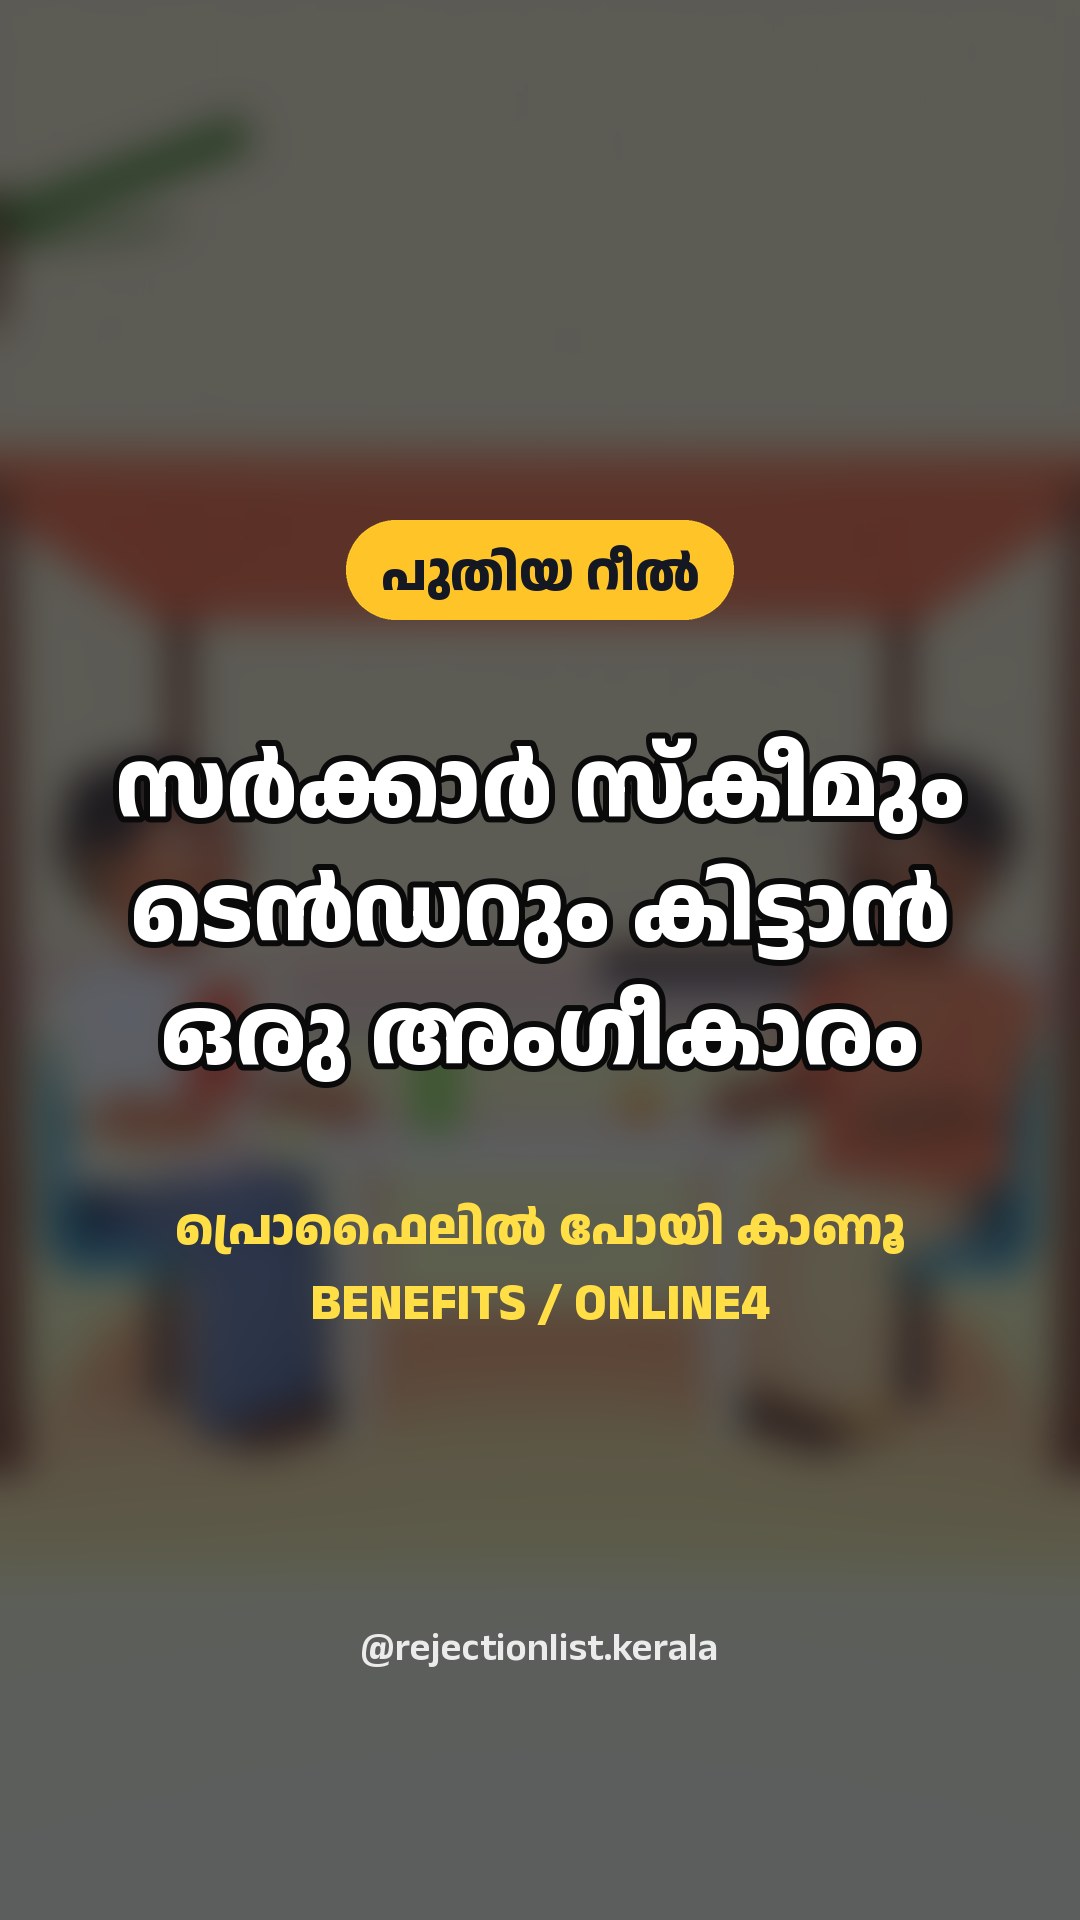 പുതിയ റീൽ
സർക്കാർ സ്കീമും
ടെൻഡറും കിട്ടാൻ
ഒരു അംഗീകാരം
പ്രൊഫൈലിൽ പോയി കാണൂ
BENEFITS / ONLINE4
@rejectionlist.kerala